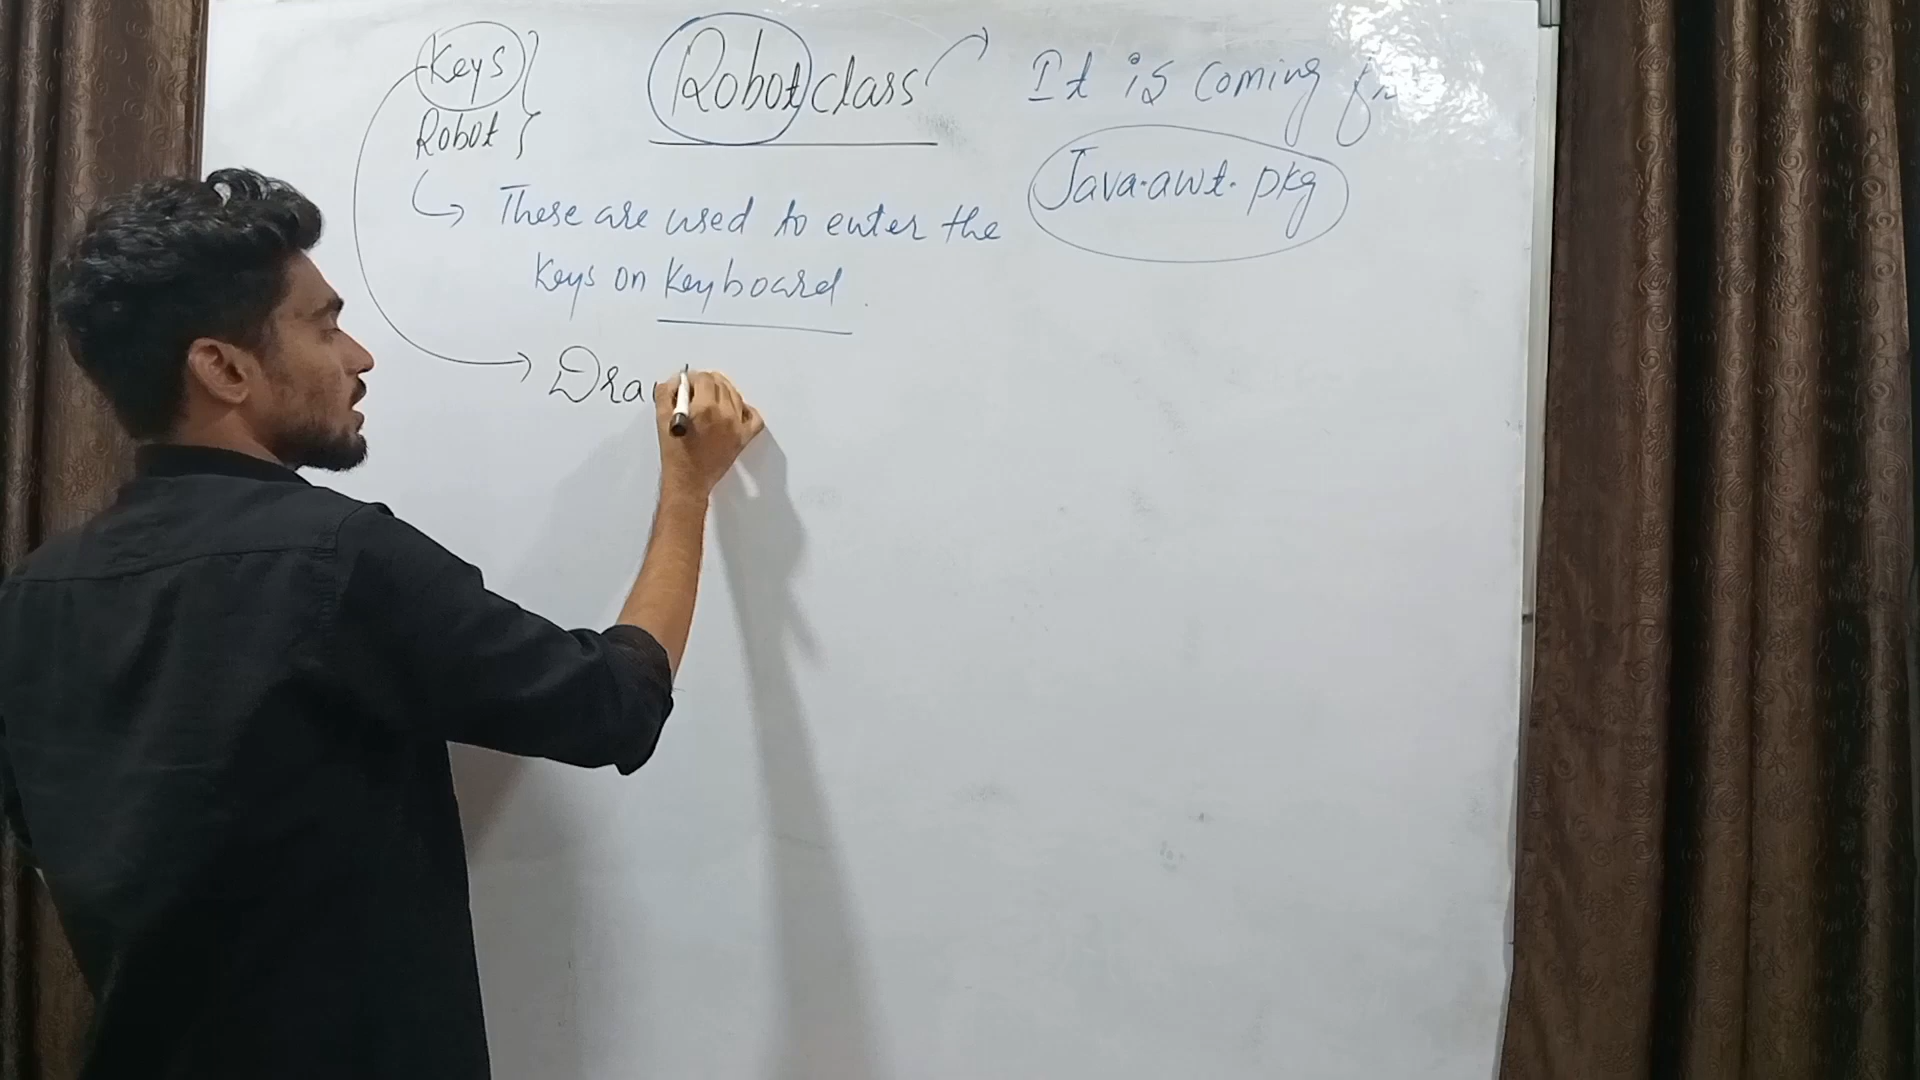 Keys
Robot
Robot class
It is coming
Java.awt. pkg
These are used to enter the
Keys on Keyboard.